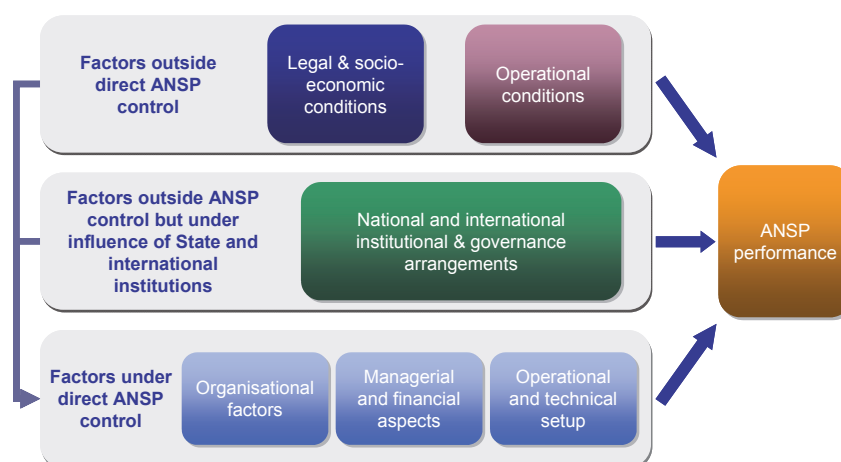 Factors outside
direct ANSP
control
Legal & socio-
economic
conditions
Operational
conditions
Factors outside ANSP
control but under
influence of State and
international
institutions
National and international
institutional & governance
arrangements
ANSP
performance
Factors under
direct ANSP
control
Organisational
factors
Managerial
and financial
aspects
Operational
and technical
setup